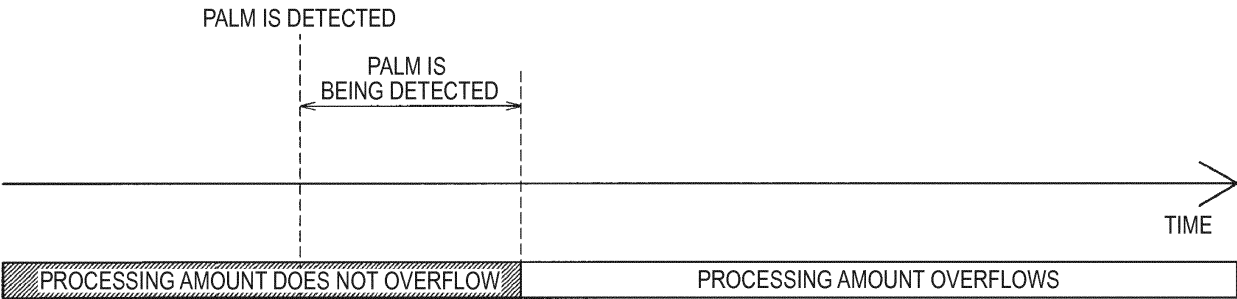 PALM IS DETECTED
PALM IS
BEING DETECTED
TIME
PROCESSING AMOUNT DOES NOT OVERFLOW
PROCESSING AMOUNT OVERFLOWS